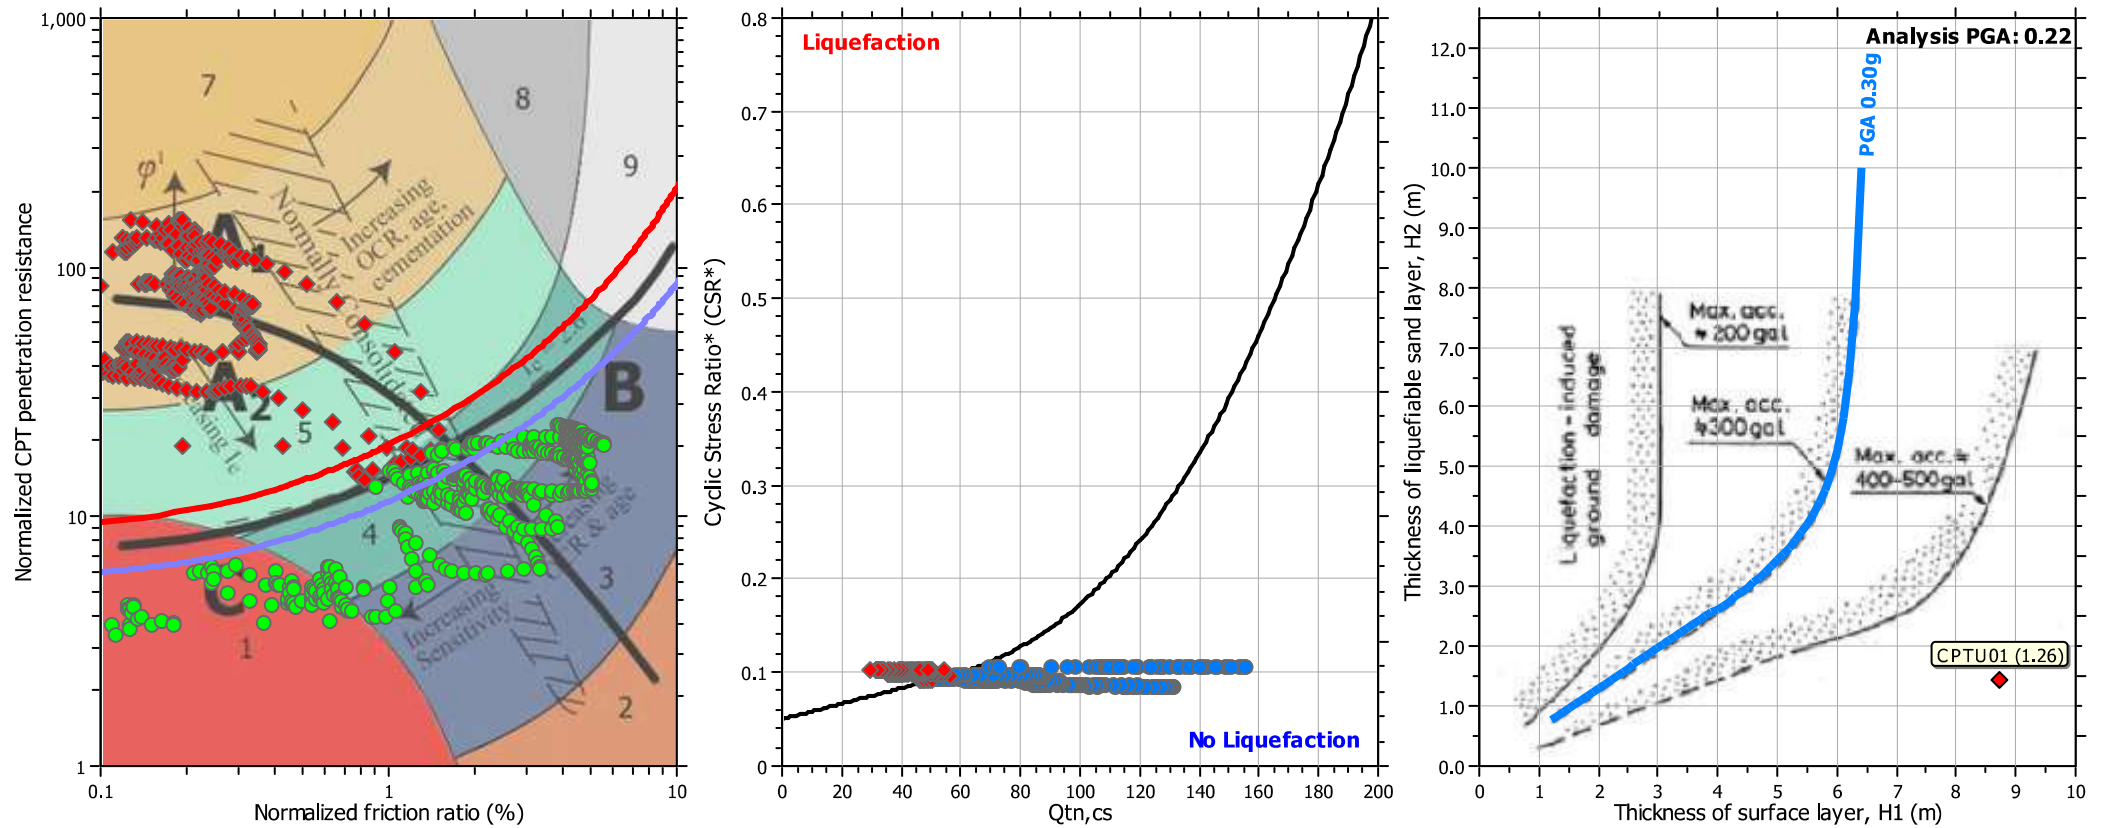 1,000
100
10
1
0.1
1
10
Normalized CPT penetration resistance
Normalized friction ratio (%)
7
8
9
φ'
A1
A2
Normally Consolidated
Increasing
OCR, age,
cementation
5
B
4
3
C
1
2
Increasing
Sensitivity
0.8
0.7
0.6
0.5
0.4
0.3
0.2
0.1
0
0
20
40
60
80
100
120
140
160
180
200
Cyclic Stress Ratio* (CSR*)
Qtn,cs
Liquefaction
No Liquefaction
12.0
11.0
10.0
9.0
8.0
7.0
6.0
5.0
4.0
3.0
2.0
1.0
0.0
0
1
2
3
4
5
6
7
8
9
10
Thickness of liquefiable sand layer, H2 (m)
Thickness of surface layer, H1 (m)
Analysis PGA: 0.22
PGA 0.30g
Max. acc.
≒ 200 gal
Max. acc.
≒300 gal
Max. acc. ≒
400-500 gal
Liquefaction - induced
ground damage
CPTU01 (1.26)